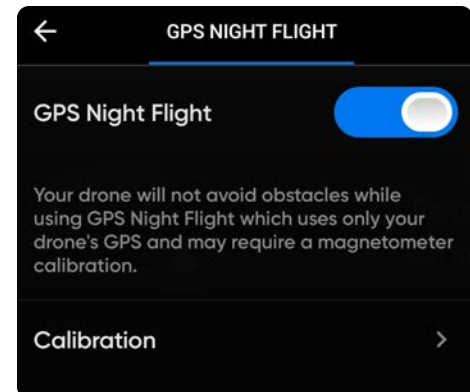 GPS NIGHT FLIGHT
GPS Night Flight
Your drone will not avoid obstacles while
using GPS Night Flight which uses only your
drone's GPS and may require a magnetometer
calibration.
Calibration